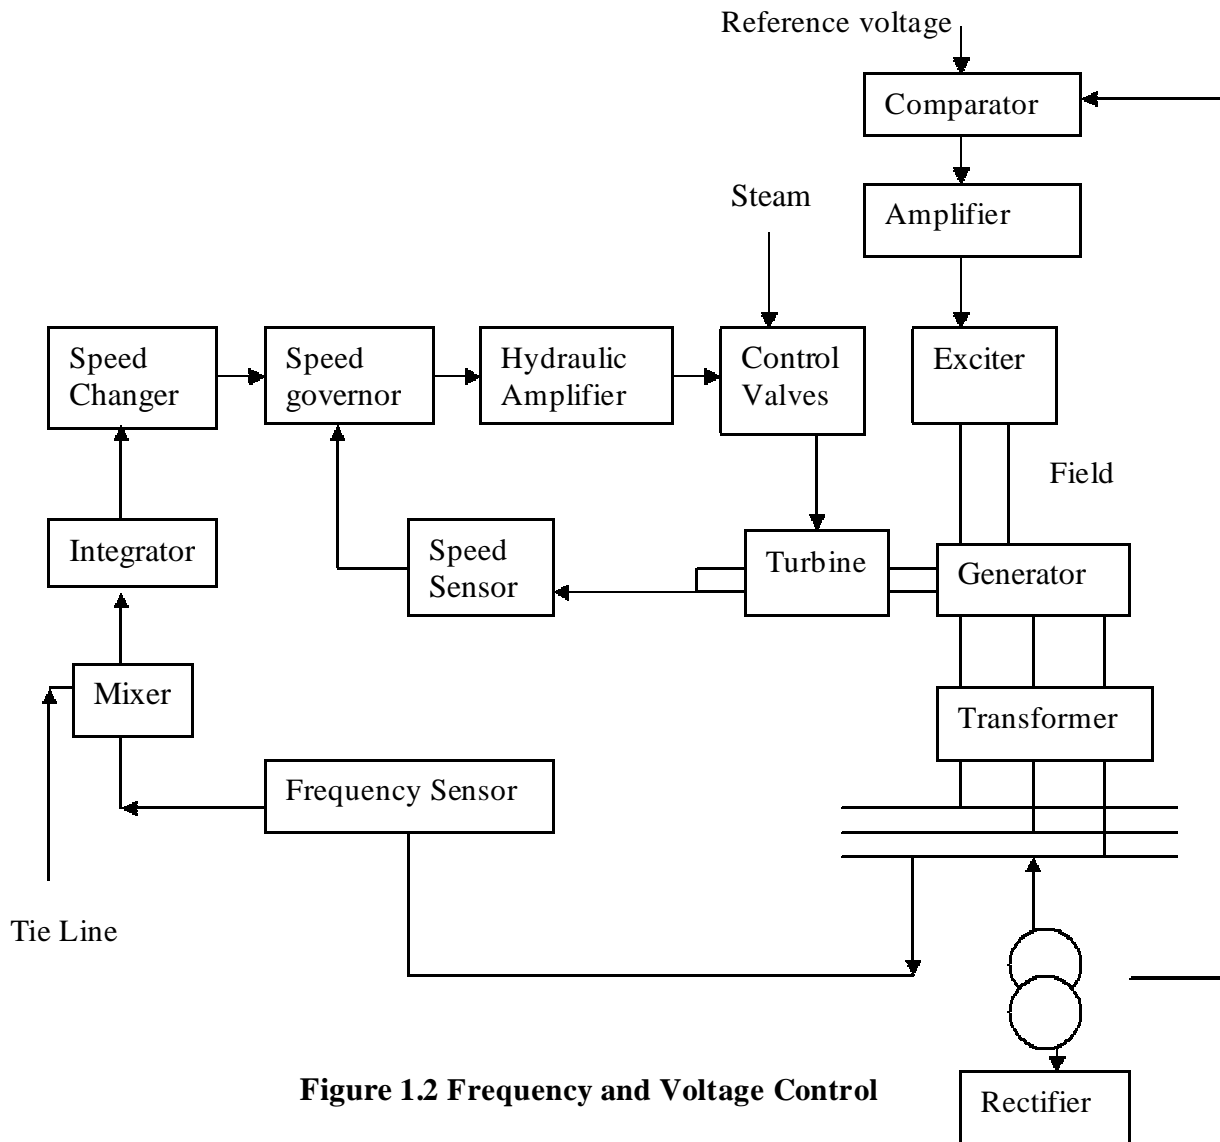 Reference voltage
Comparator
Steam
Amplifier
Speed
Changer
Speed
governor
Hydraulic
Amplifier
Control
Valves
Exciter
Field
Integrator
Speed
Sensor
Turbine
Generator
Mixer
Transformer
Frequency Sensor
Tie Line
Figure 1.2 Frequency and Voltage Control
Rectifier